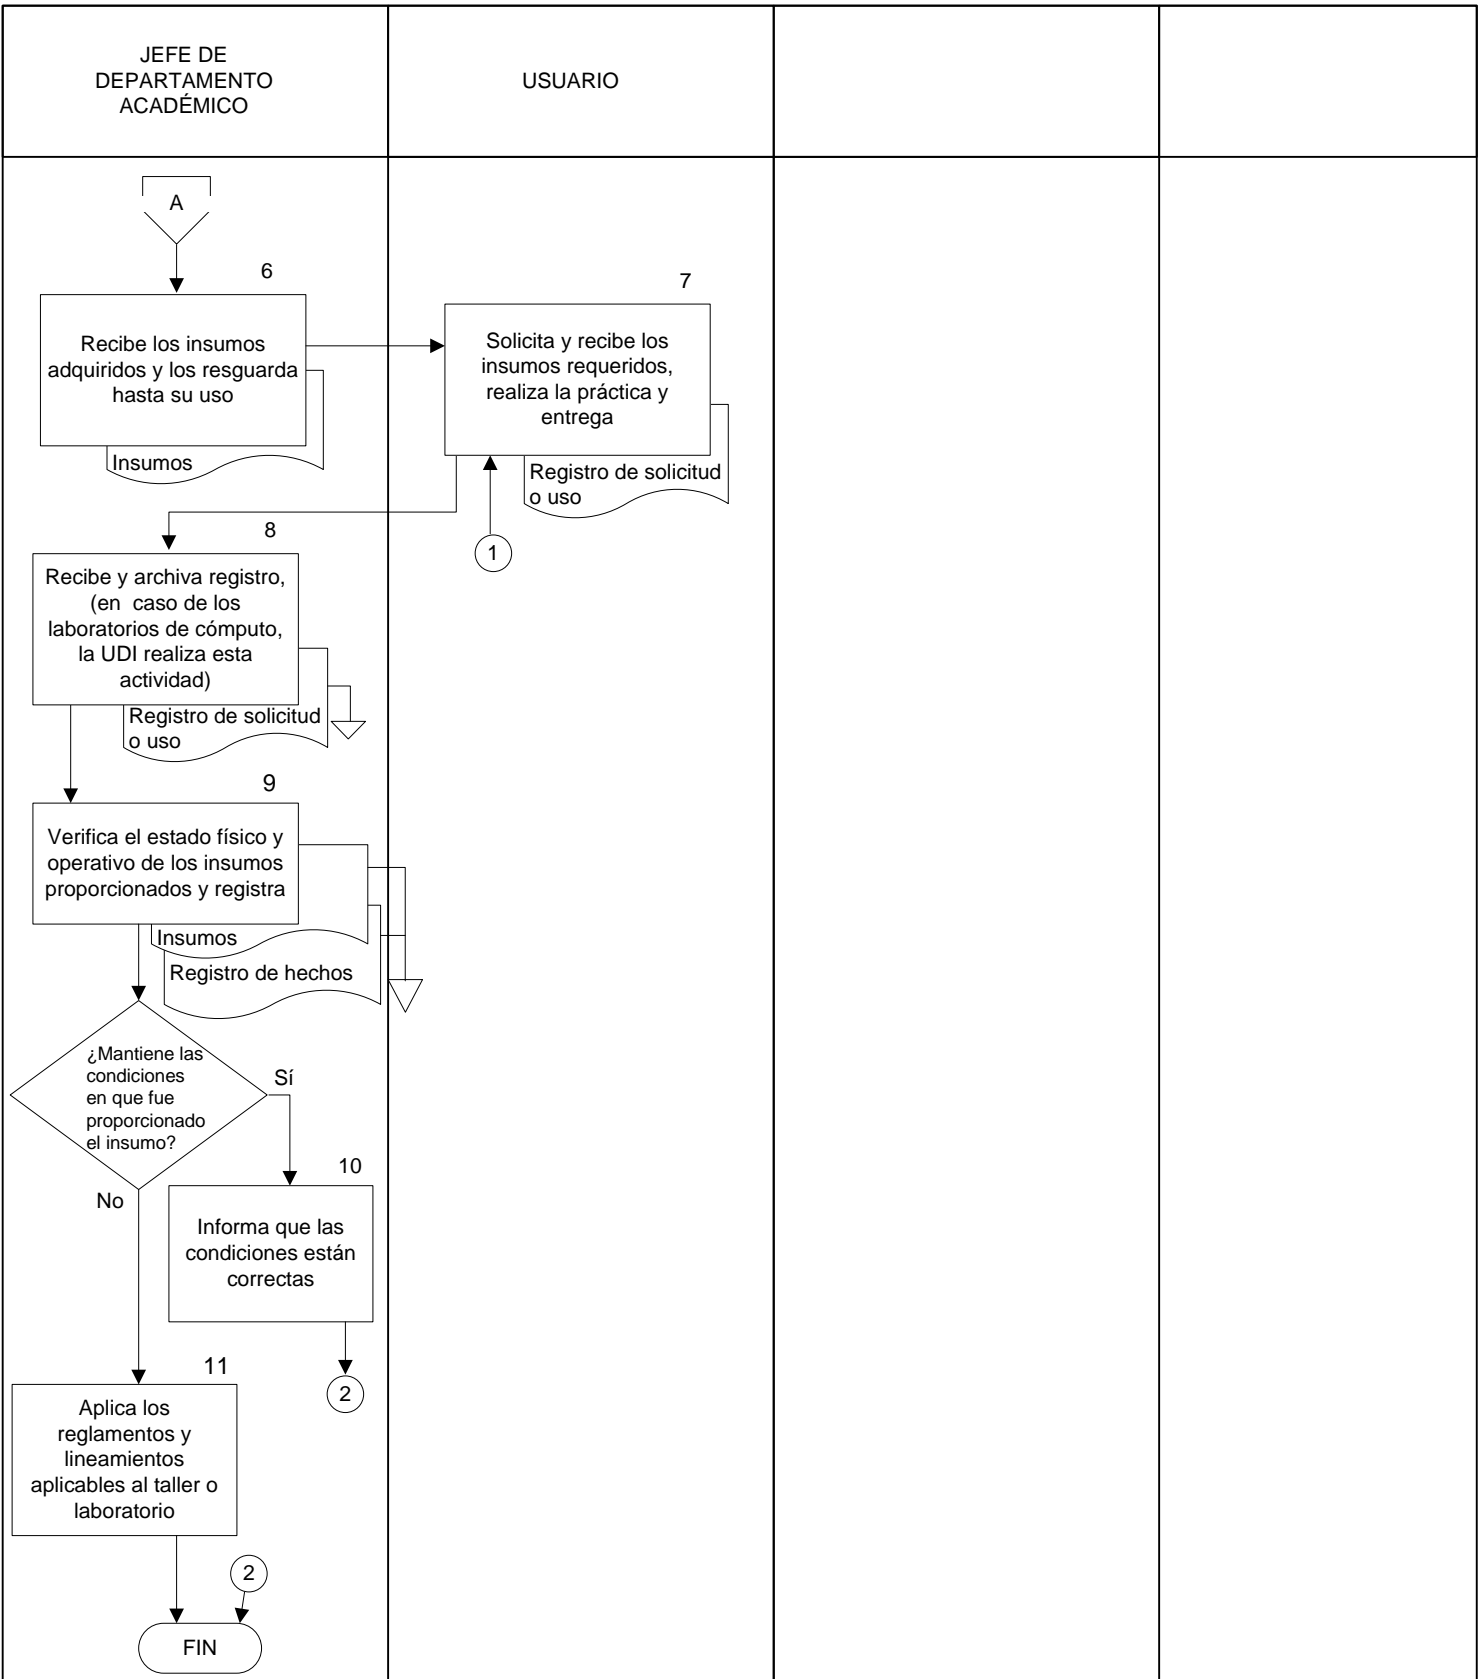 JEFE DE
DEPARTAMENTO
ACADÉMICO
USUARIO
A
6
Recibe los insumos
adquiridos y los resguarda
hasta su uso
Insumos
7
Solicita y recibe los
insumos requeridos,
realiza la práctica y
entrega
Registro de solicitud
o uso
1
8
Recibe y archiva registro,
(en caso de los
laboratorios de cómputo,
la UDI realiza esta
actividad)
Registro de solicitud
o uso
9
Verifica el estado físico y
operativo de los insumos
proporcionados y registra
Insumos
Registro de hechos
¿Mantiene las
condiciones
en que fue
proporcionado
el insumo?
Sí
No
10
Informa que las
condiciones están
correctas
2
11
Aplica los
reglamentos y
lineamientos
aplicables al taller o
laboratorio
2
FIN